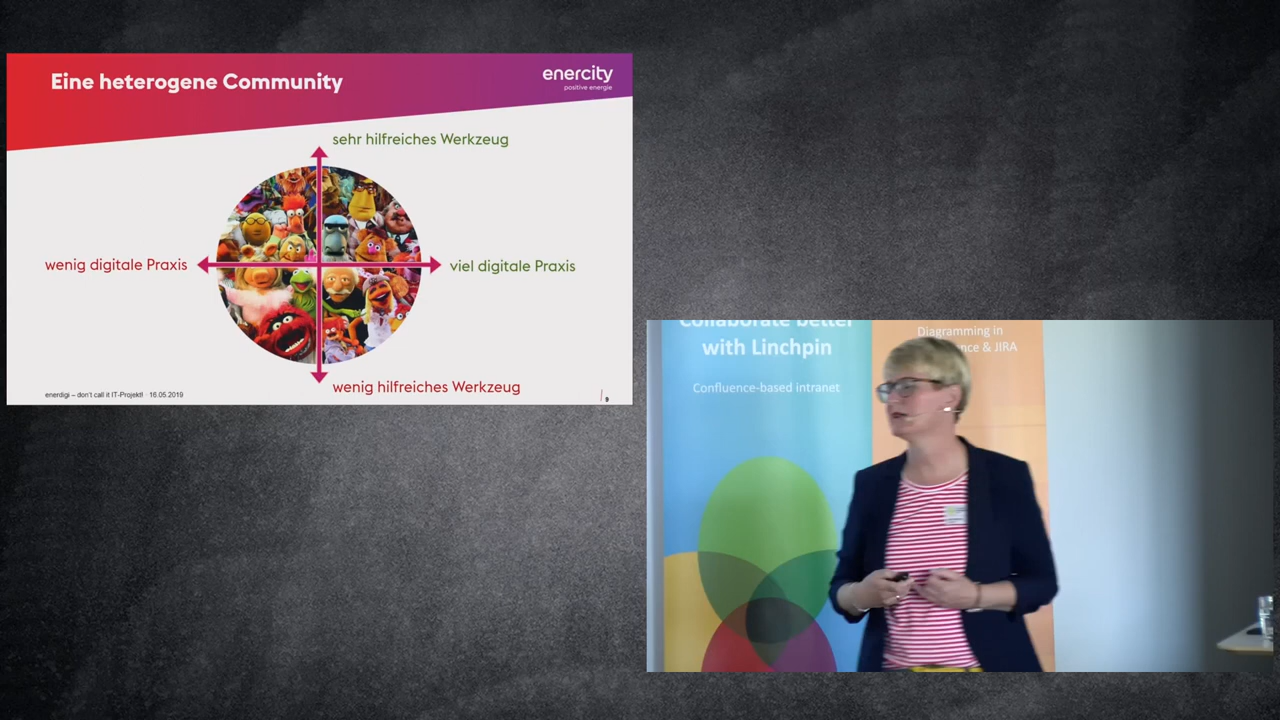 Eine heterogene Community
enercity
positive energie
sehr hilfreiches Werkzeug
wenig digitale Praxis
viel digitale Praxis
wenig hilfreiches Werkzeug
enerdigi – don't call it IT-Projekt! · 16.05.2019
9
Collaborate better
with Linchpin
Confluence-based intranet
Diagramming in
& JIRA